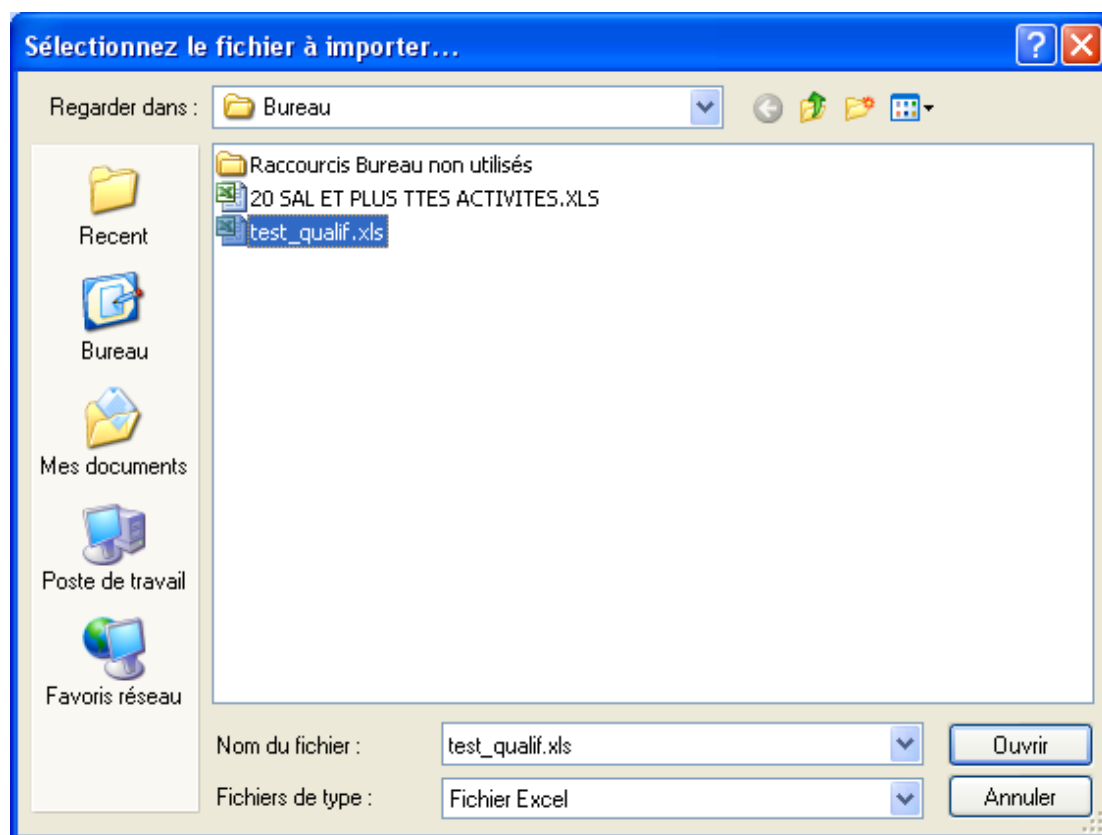 Sélectionnez le fichier à importer...
Regarder dans :
Bureau
Raccourcis Bureau non utilisés
20 SAL ET PLUS TTES ACTIVITES.XLS
test_qualif.xls
Recent
Bureau
Mes documents
Poste de travail
Favoris réseau
Nom du fichier :
test_qualif.xls
Ouvrir
Fichiers de type :
Fichier Excel
Annuler